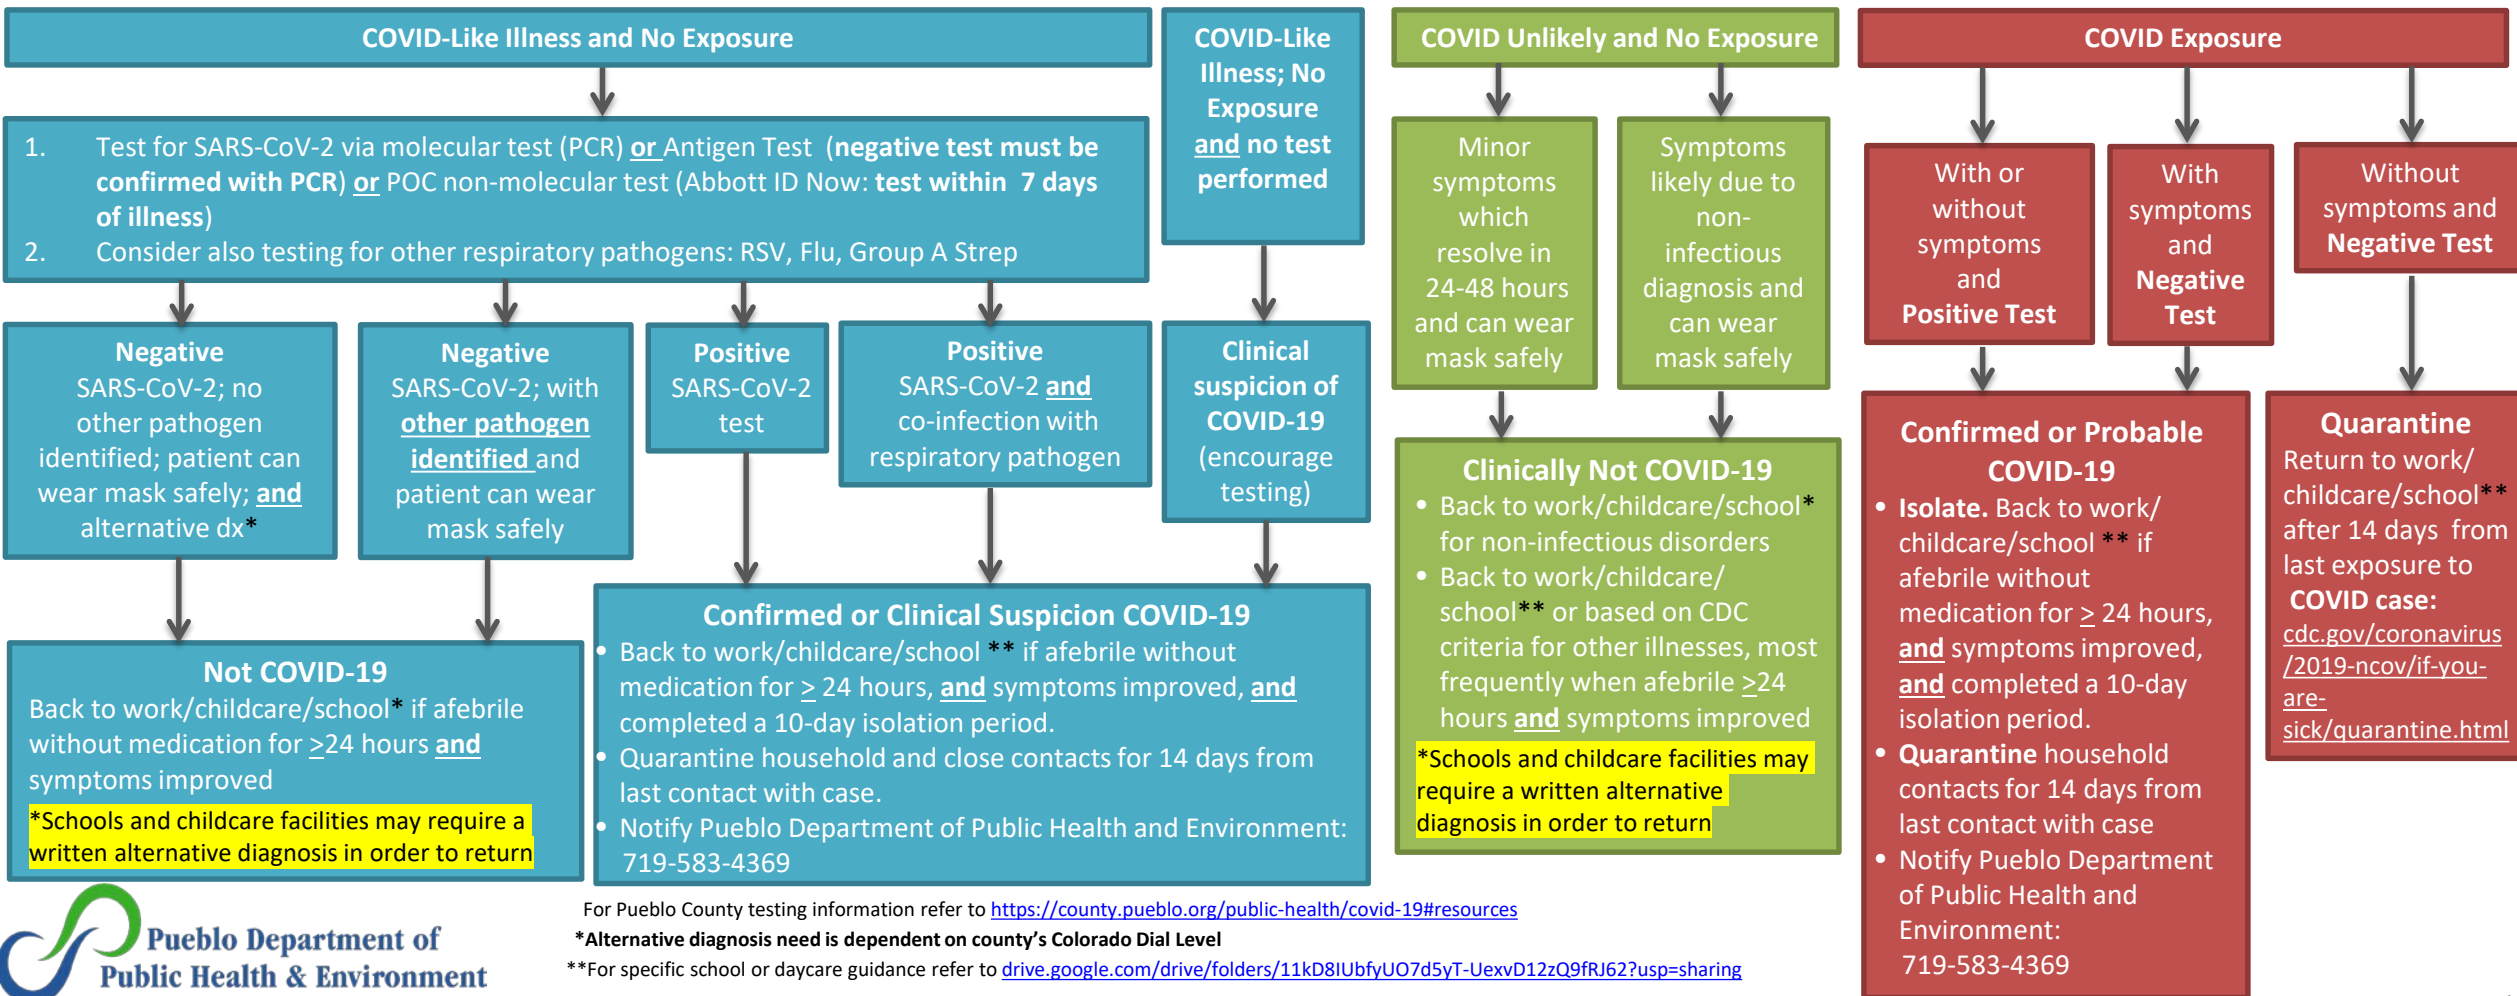 COVID-Like Illness and No Exposure
1. Test for SARS-CoV-2 via molecular test (PCR) or Antigen Test (negative test must be
confirmed with PCR) or POC non-molecular test (Abbott ID Now: test within 7 days
of illness)
2. Consider also testing for other respiratory pathogens: RSV, Flu, Group A Strep
Negative
SARS-CoV-2; no
other pathogen
identified; patient can
wear mask safely; and
alternative dx*
Negative
SARS-CoV-2; with
other pathogen
identified and
patient can wear
mask safely
Positive
SARS-CoV-2
test
Positive
SARS-CoV-2 and
co-infection with
respiratory pathogen
COVID-Like
Illness; No
Exposure
and no test
performed
Clinical
suspicion of
COVID-19
(encourage
testing)
Not COVID-19
Back to work/childcare/school* if afebrile
without medication for >24 hours and
symptoms improved
*Schools and childcare facilities may require a
written alternative diagnosis in order to return
Confirmed or Clinical Suspicion COVID-19
• Back to work/childcare/school ** if afebrile without
medication for > 24 hours, and symptoms improved, and
completed a 10-day isolation period.
• Quarantine household and close contacts for 14 days from
last contact with case.
• Notify Pueblo Department of Public Health and Environment:
719-583-4369
COVID Unlikely and No Exposure
Minor
symptoms
which
resolve in
24-48 hours
and can wear
mask safely
Symptoms
likely due to
non-
infectious
diagnosis and
can wear
mask safely
Clinically Not COVID-19
• Back to work/childcare/school*
for non-infectious disorders
• Back to work/childcare/
school** or based on CDC
criteria for other illnesses, most
frequently when afebrile >24
hours and symptoms improved
*Schools and childcare facilities may
require a written alternative
diagnosis in order to return
COVID Exposure
With or
without
symptoms
and
Positive Test
With
symptoms
and
Negative
Test
Without
symptoms and
Negative Test
Confirmed or Probable
COVID-19
• Isolate. Back to work/
childcare/school ** if
afebrile without
medication for > 24 hours,
and symptoms improved,
and completed a 10-day
isolation period.
• Quarantine household
contacts for 14 days from
last contact with case
• Notify Pueblo Department
of Public Health and
Environment:
719-583-4369
Quarantine
Return to work/
childcare/school**
after 14 days from
last exposure to
COVID case:
cdc.gov/coronavirus
/2019-ncov/if-you-
are-
sick/quarantine.html
Pueblo Department of
Public Health & Environment
For Pueblo County testing information refer to https://county.pueblo.org/public-health/covid-19#resources
*Alternative diagnosis need is dependent on county's Colorado Dial Level
**For specific school or daycare guidance refer to drive.google.com/drive/folders/11kD8IUbfyUO7d5yT-UexvD12zQ9fRJ62?usp=sharing